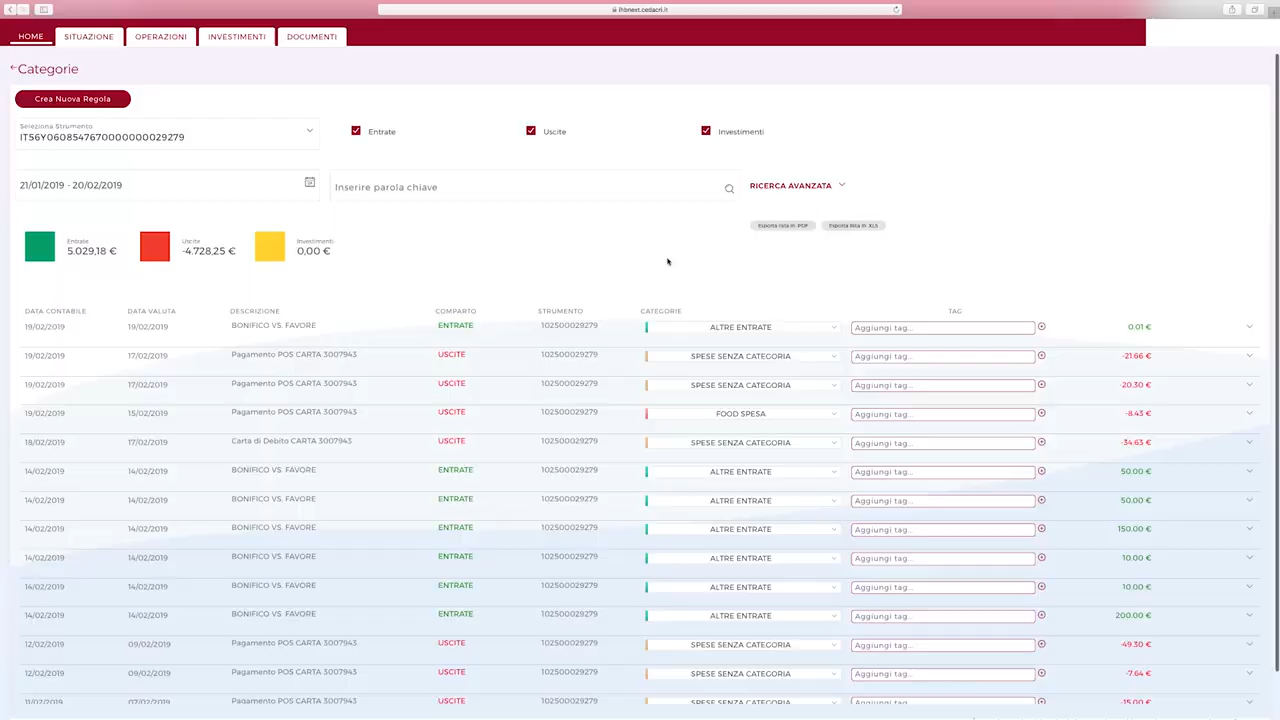 ihbnext.cedacri.it
HOME SITUAZIONE OPERAZIONI INVESTIMENTI DOCUMENTI
←Categorie
Crea Nuova Regola
Seleziona Strumento
IT56Y0608547670000000029279
Entrate Uscite Investimenti
21/01/2019 - 20/02/2019 Inserire parola chiave RICERCA AVANZATA
Esporta lista in .PDF Esporta lista in .XLS
Entrate Uscite Investimenti
5.029,18 € -4.728,25 € 0,00 €
DATA CONTABILE DATA VALUTA DESCRIZIONE COMPARTO STRUMENTO CATEGORIE TAG
19/02/2019 19/02/2019 BONIFICO VS. FAVORE ENTRATE 102500029279 ALTRE ENTRATE Aggiungi tag... 0.01 €
19/02/2019 17/02/2019 Pagamento POS CARTA 3007943 USCITE 102500029279 SPESE SENZA CATEGORIA Aggiungi tag... -21.66 €
19/02/2019 17/02/2019 Pagamento POS CARTA 3007943 USCITE 102500029279 SPESE SENZA CATEGORIA Aggiungi tag... -20.30 €
19/02/2019 15/02/2019 Pagamento POS CARTA 3007943 USCITE 102500029279 FOOD SPESA Aggiungi tag... -8.43 €
18/02/2019 17/02/2019 Carta di Debito CARTA 3007943 USCITE 102500029279 SPESE SENZA CATEGORIA Aggiungi tag... -34.63 €
14/02/2019 14/02/2019 BONIFICO VS. FAVORE ENTRATE 102500029279 ALTRE ENTRATE Aggiungi tag... 50.00 €
14/02/2019 14/02/2019 BONIFICO VS. FAVORE ENTRATE 102500029279 ALTRE ENTRATE Aggiungi tag... 50.00 €
14/02/2019 14/02/2019 BONIFICO VS. FAVORE ENTRATE 102500029279 ALTRE ENTRATE Aggiungi tag... 150.00 €
14/02/2019 14/02/2019 BONIFICO VS. FAVORE ENTRATE 102500029279 ALTRE ENTRATE Aggiungi tag... 10.00 €
14/02/2019 14/02/2019 BONIFICO VS. FAVORE ENTRATE 102500029279 ALTRE ENTRATE Aggiungi tag... 10.00 €
14/02/2019 14/02/2019 BONIFICO VS. FAVORE ENTRATE 102500029279 ALTRE ENTRATE Aggiungi tag... 200.00 €
12/02/2019 09/02/2019 Pagamento POS CARTA 3007943 USCITE 102500029279 SPESE SENZA CATEGORIA Aggiungi tag... -49.30 €
12/02/2019 09/02/2019 Pagamento POS CARTA 3007943 USCITE 102500029279 SPESE SENZA CATEGORIA Aggiungi tag... -7.64 €
11/02/2019 07/02/2019 Pagamento POS CARTA 3007943 USCITE 102500029279 SPESE SENZA CATEGORIA Aggiungi tag... -15.00 €